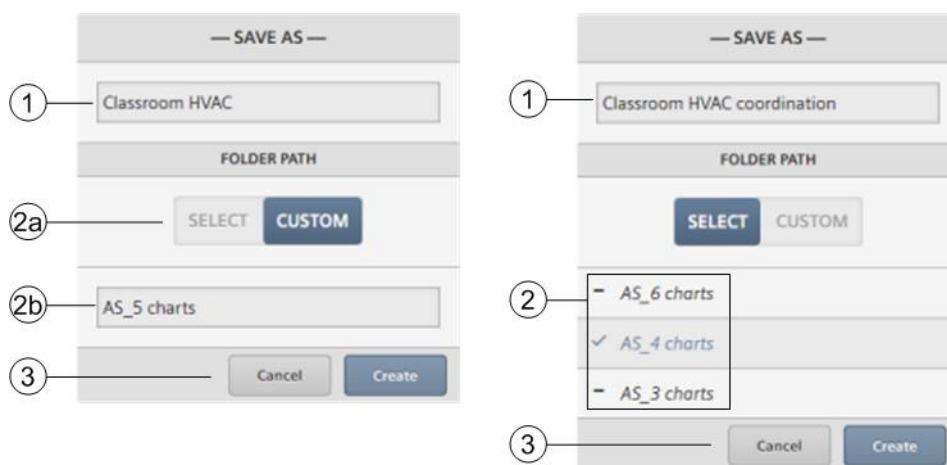 — SAVE AS —
1
Classroom HVAC
FOLDER PATH
2a
SELECT CUSTOM
2b
AS_5 charts
3
Cancel Create
— SAVE AS —
1
Classroom HVAC coordination
FOLDER PATH
SELECT CUSTOM
2
– AS_6 charts
✓ AS_4 charts
– AS_3 charts
3
Cancel Create